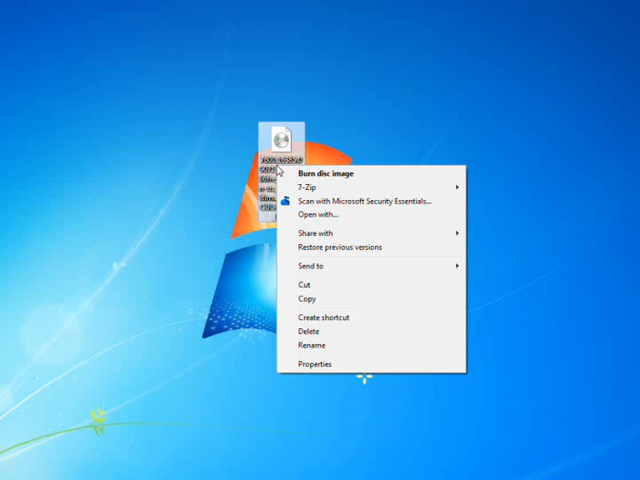 Burn disc image
7-Zip
Scan with Microsoft Security Essentials...
Open with...
Share with
Restore previous versions
Send to
Cut
Copy
Create shortcut
Delete
Rename
Properties